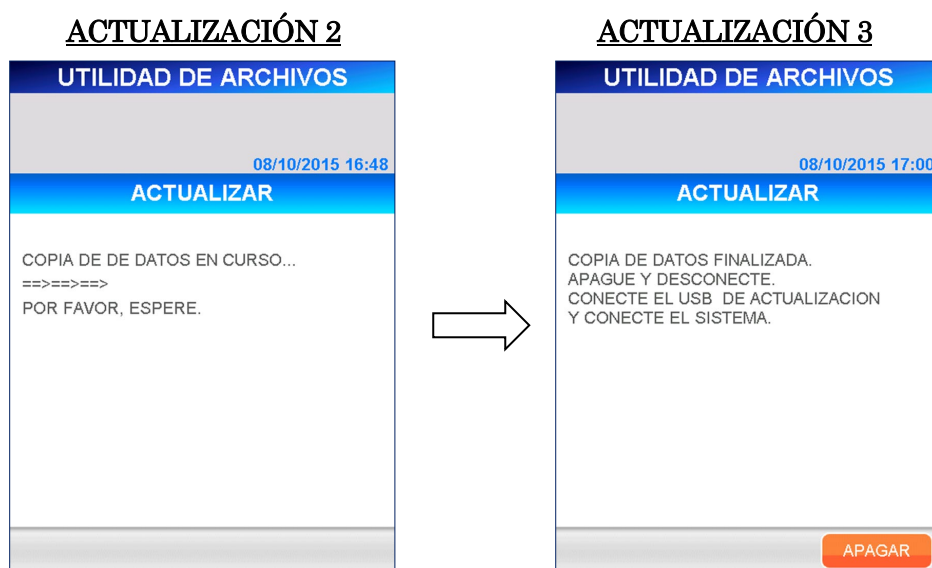 ACTUALIZACIÓN 2
UTILIDAD DE ARCHIVOS
08/10/2015 16:48
ACTUALIZAR
COPIA DE DE DATOS EN CURSO...
==>==>==>
POR FAVOR, ESPERE.
ACTUALIZACIÓN 3
UTILIDAD DE ARCHIVOS
08/10/2015 17:00
ACTUALIZAR
COPIA DE DATOS FINALIZADA.
APAGUE Y DESCONECTE.
CONECTE EL USB  DE ACTUALIZACION
Y CONECTE EL SISTEMA.
APAGAR